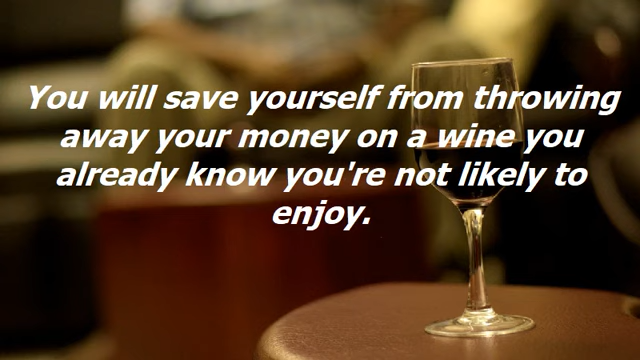 You will save yourself from throwing
away your money on a wine you
already know you're not likely to
enjoy.